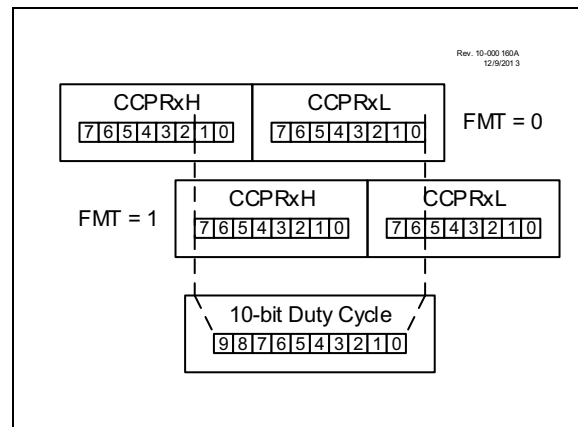 Rev. 10-000 160A
12/9/201 3
CCPRxH CCPRxL
7 6 5 4 3 2 1 0 7 6 5 4 3 2 1 0 FMT = 0
CCPRxH CCPRxL
FMT = 1 7 6 5 4 3 2 1 0 7 6 5 4 3 2 1 0
10-bit Duty Cycle
9 8 7 6 5 4 3 2 1 0